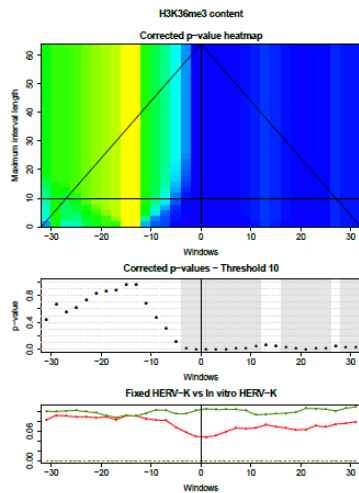 H3K36me3 content
Corrected p-value heatmap
Maximum interval length
60
50
40
30
20
10
0
-30 -20 -10 0 10 20 30
Windows
Corrected p-values - Threshold 10
p-value
0.8
0.4
0.0
-30 -20 -10 0 10 20 30
Windows
Fixed HERV-K vs In vitro HERV-K
0.06
0.00
-30 -20 -10 0 10 20 30